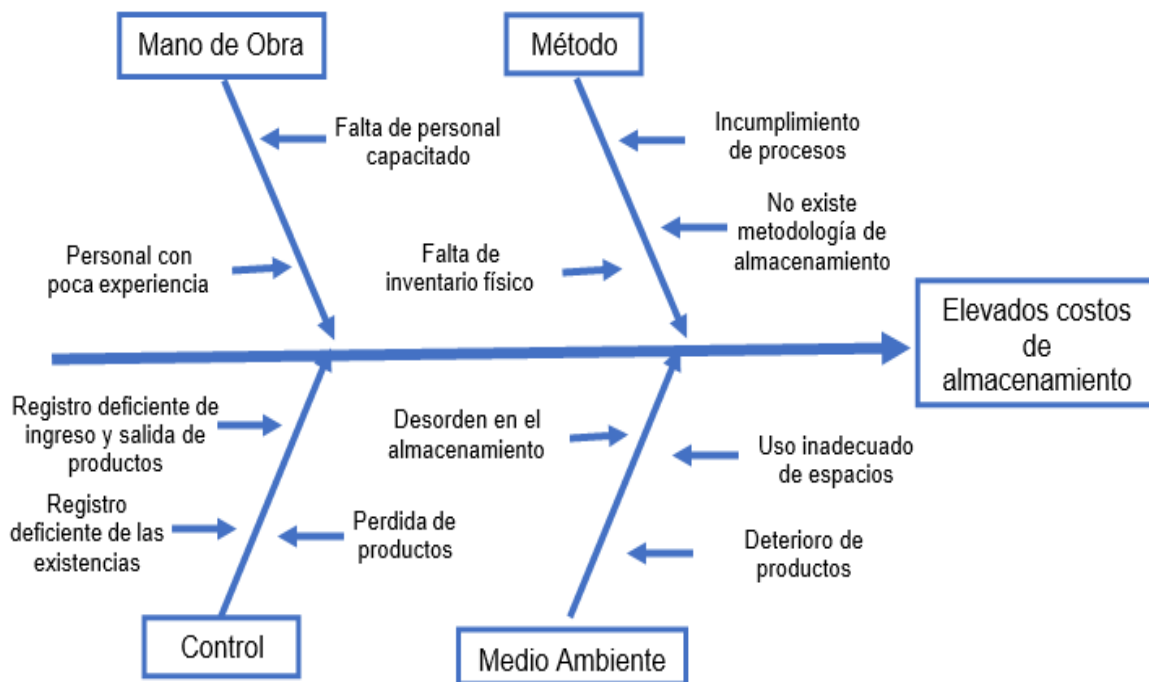 Mano de Obra
Método
Falta de personal
capacitado
Incumplimiento
de procesos
Personal con
poca experiencia
Falta de
inventario físico
No existe
metodología de
almacenamiento
Elevados costos
de
almacenamiento
Registro deficiente de
ingreso y salida de
productos
Desorden en el
almacenamiento
Uso inadecuado
de espacios
Registro
deficiente de las
existencias
Perdida de
productos
Deterioro de
productos
Control
Medio Ambiente